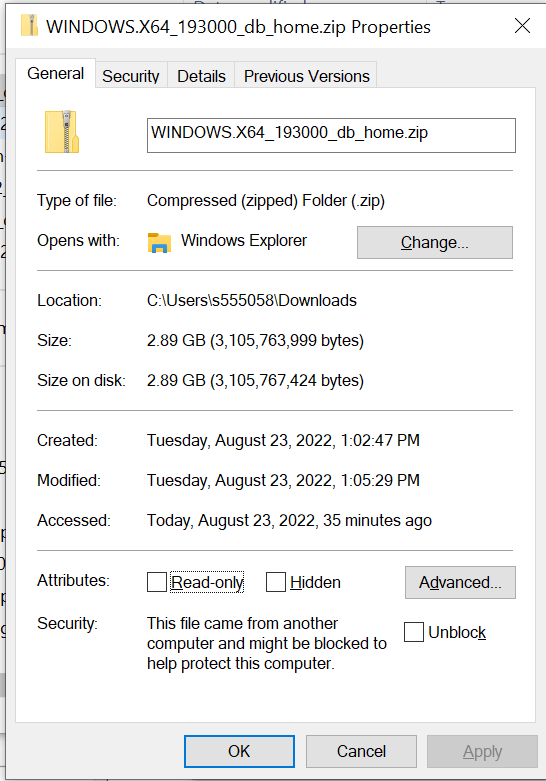 WINDOWS.X64_193000_db_home.zip Properties
General Security Details Previous Versions
WINDOWS.X64_193000_db_home.zip
Type of file: Compressed (zipped) Folder (.zip)
Opens with: Windows Explorer Change...
Location: C:\Users\s555058\Downloads
Size: 2.89 GB (3,105,763,999 bytes)
Size on disk: 2.89 GB (3,105,767,424 bytes)
Created: Tuesday, August 23, 2022, 1:02:47 PM
Modified: Tuesday, August 23, 2022, 1:05:29 PM
Accessed: Today, August 23, 2022, 35 minutes ago
Attributes: Read-only Hidden Advanced...
Security: This file came from another
computer and might be blocked to Unblock
help protect this computer.
OK Cancel Apply